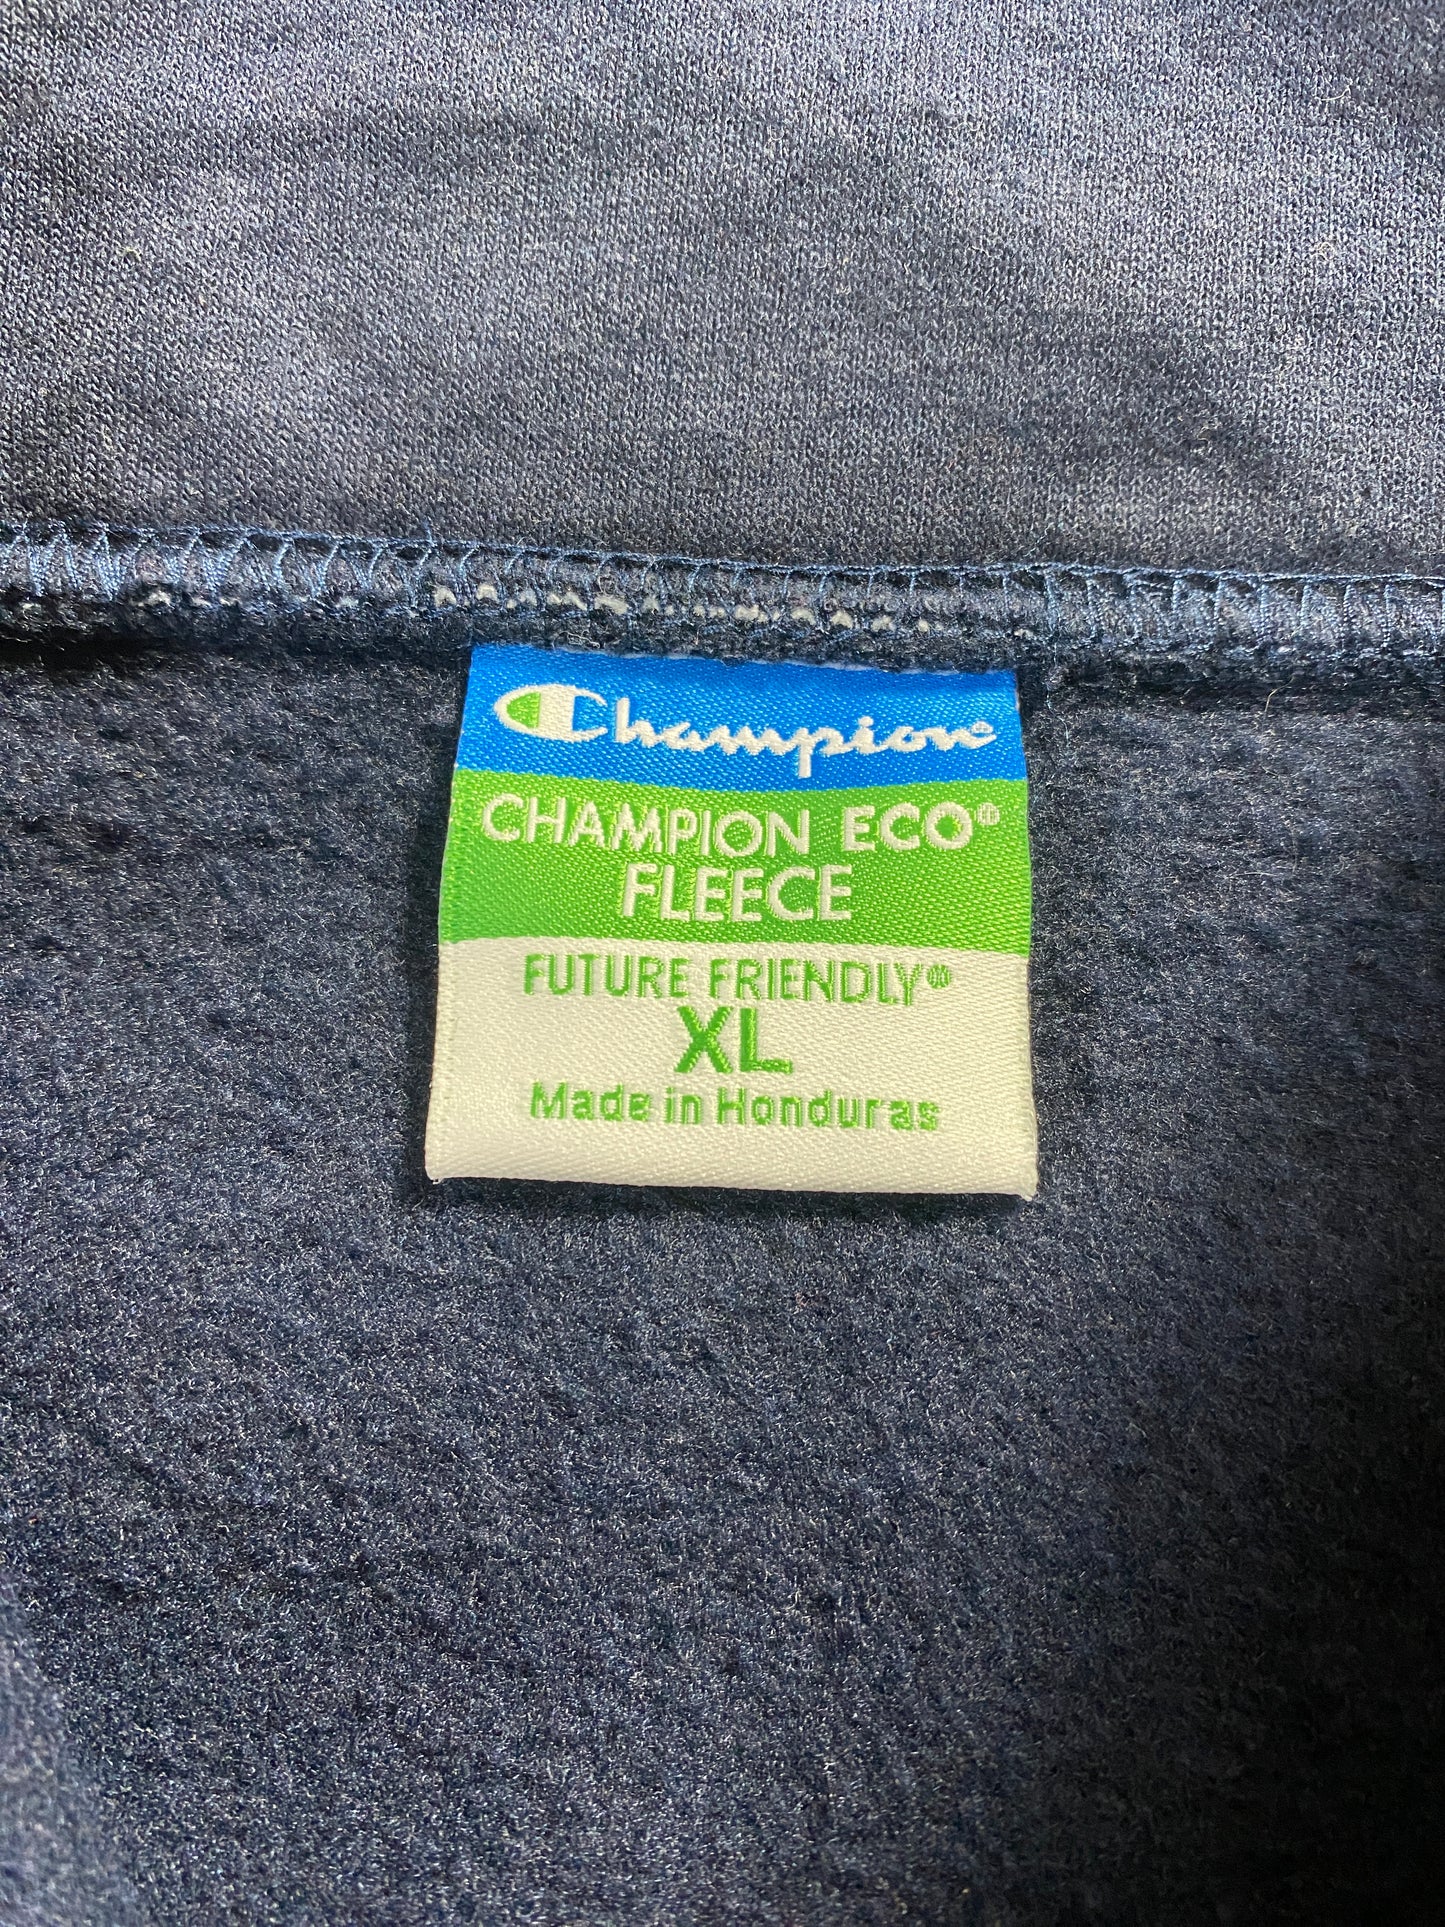 Champion®
CHAMPION ECO®
FLEECE
FUTURE FRIENDLY®
XL
Made in Honduras